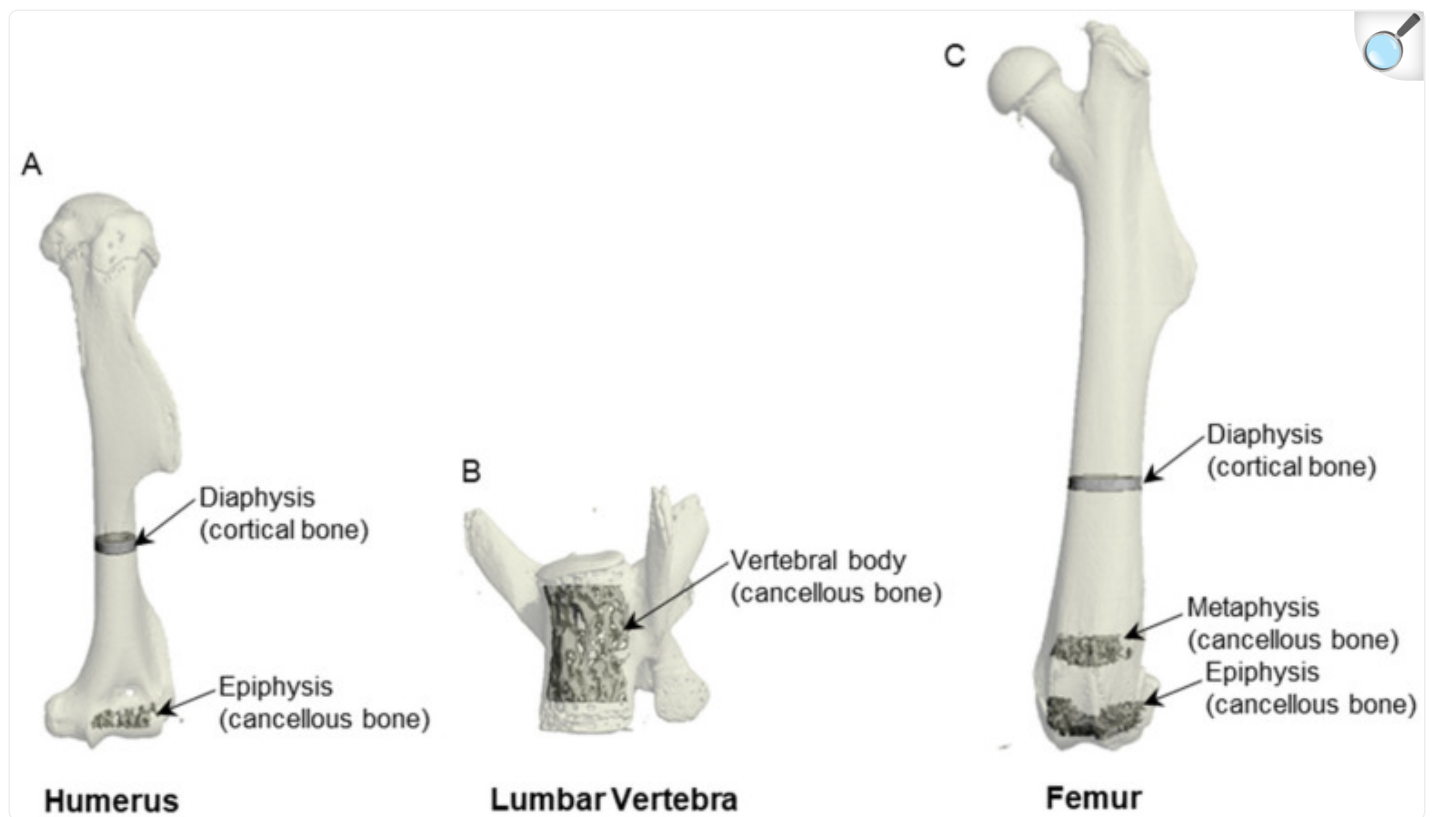 A
Diaphysis
(cortical bone)
Epiphysis
(cancellous bone)
Humerus
B
Vertebral body
(cancellous bone)
Lumbar Vertebra
C
Diaphysis
(cortical bone)
Metaphysis
(cancellous bone)
Epiphysis
(cancellous bone)
Femur